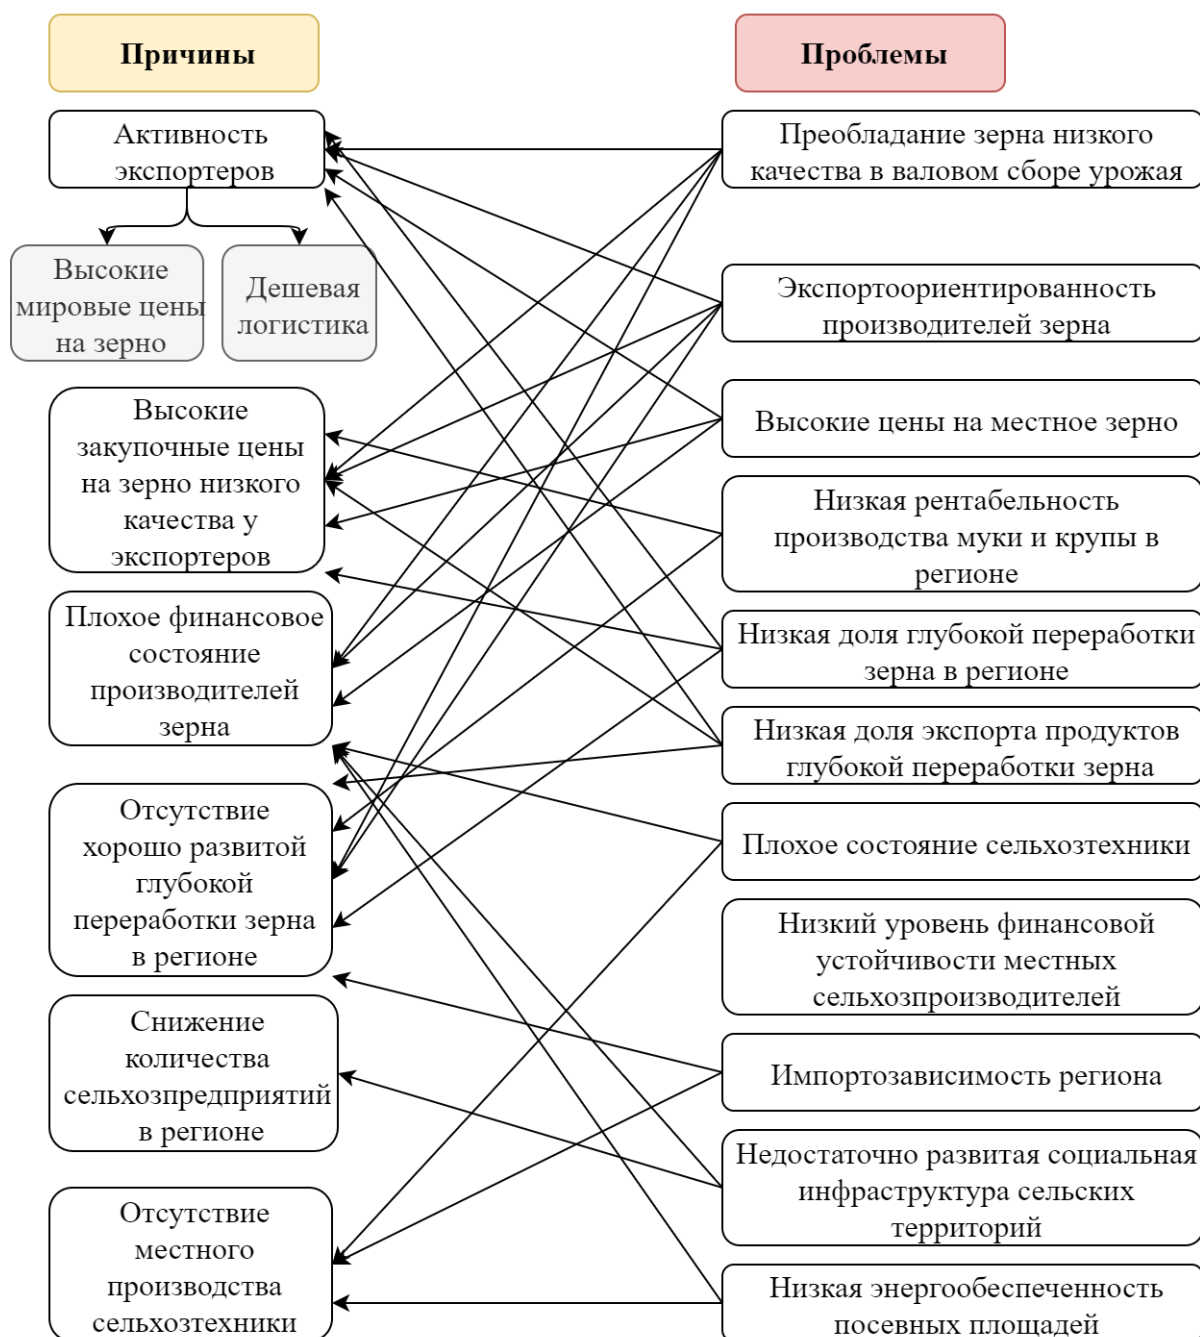 Причины
Активность
экспортеров
Высокие
мировые цены
на зерно
Дешевая
логистика
Высокие
закупочные цены
на зерно низкого
качества у
экспортеров
Плохое финансовое
состояние
производителей
зерна
Отсутствие
хорошо развитой
глубокой
переработки зерна
в регионе
Снижение
количества
сельхозпредприятий
в регионе
Отсутствие
местного
производства
сельхозтехники
Проблемы
Преобладание зерна низкого
качества в валовом сборе урожая
Экспортоориентированность
производителей зерна
Высокие цены на местное зерно
Низкая рентабельность
производства муки и крупы в
регионе
Низкая доля глубокой переработки
зерна в регионе
Низкая доля экспорта продуктов
глубокой переработки зерна
Плохое состояние сельхозтехники
Низкий уровень финансовой
устойчивости местных
сельхозпроизводителей
Импортозависимость региона
Недостаточно развитая социальная
инфраструктура сельских
территорий
Низкая энергообеспеченность
посевных площадей